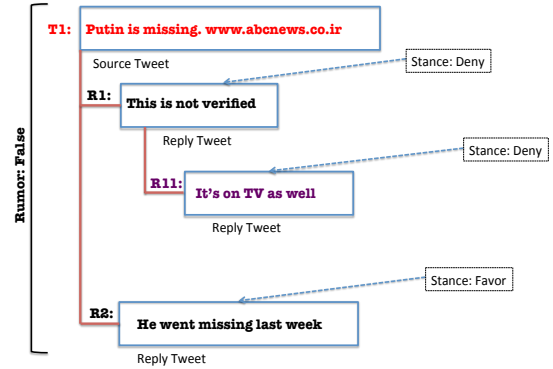 T1: Putin is missing. www.abcnews.co.ir
Source Tweet
Stance: Deny
R1: This is not verified
Reply Tweet
Stance: Deny
R11: It's on TV as well
Reply Tweet
Rumor: False
Stance: Favor
R2: He went missing last week
Reply Tweet